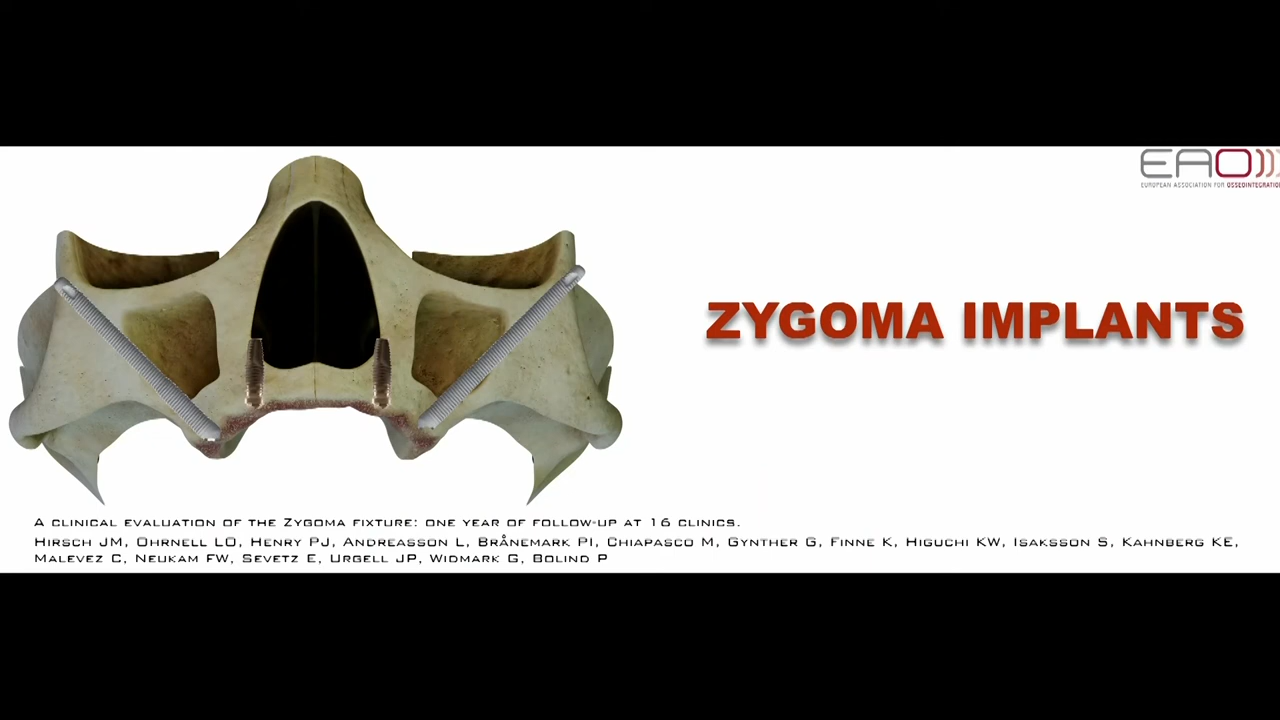 EAO
EUROPEAN ASSOCIATION FOR OSSEOINTEGRATION
ZYGOMA IMPLANTS
A CLINICAL EVALUATION OF THE ZYGOMA FIXTURE: ONE YEAR OF FOLLOW-UP AT 16 CLINICS.
HIRSCH JM, OHRNELL LO, HENRY PJ, ANDREASSON L, BRÅNEMARK PI, CHIAPASCO M, GYNTHER G, FINNE K, HIGUCHI KW, ISAKSSON S, KAHNBERG KE,
MALEVEZ C, NEUKAM FW, SEVETZ E, URGELL JP, WIDMARK G, BOLIND P